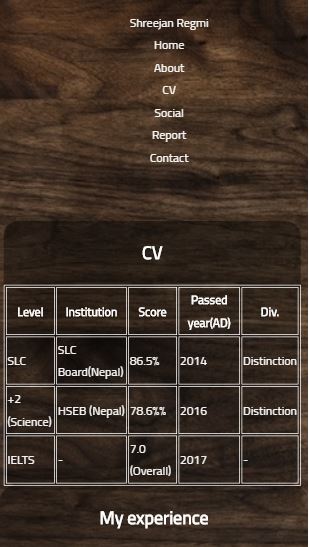 Shreejan Regmi
Home
About
CV
Social
Report
Contact
CV
Level Institution Score Passed year(AD) Div.
SLC SLC Board(Nepal) 86.5% 2014 Distinction
+2 (Science) HSEB (Nepal) 78.6%% 2016 Distinction
IELTS - 7.0 (Overall) 2017 -
My experience